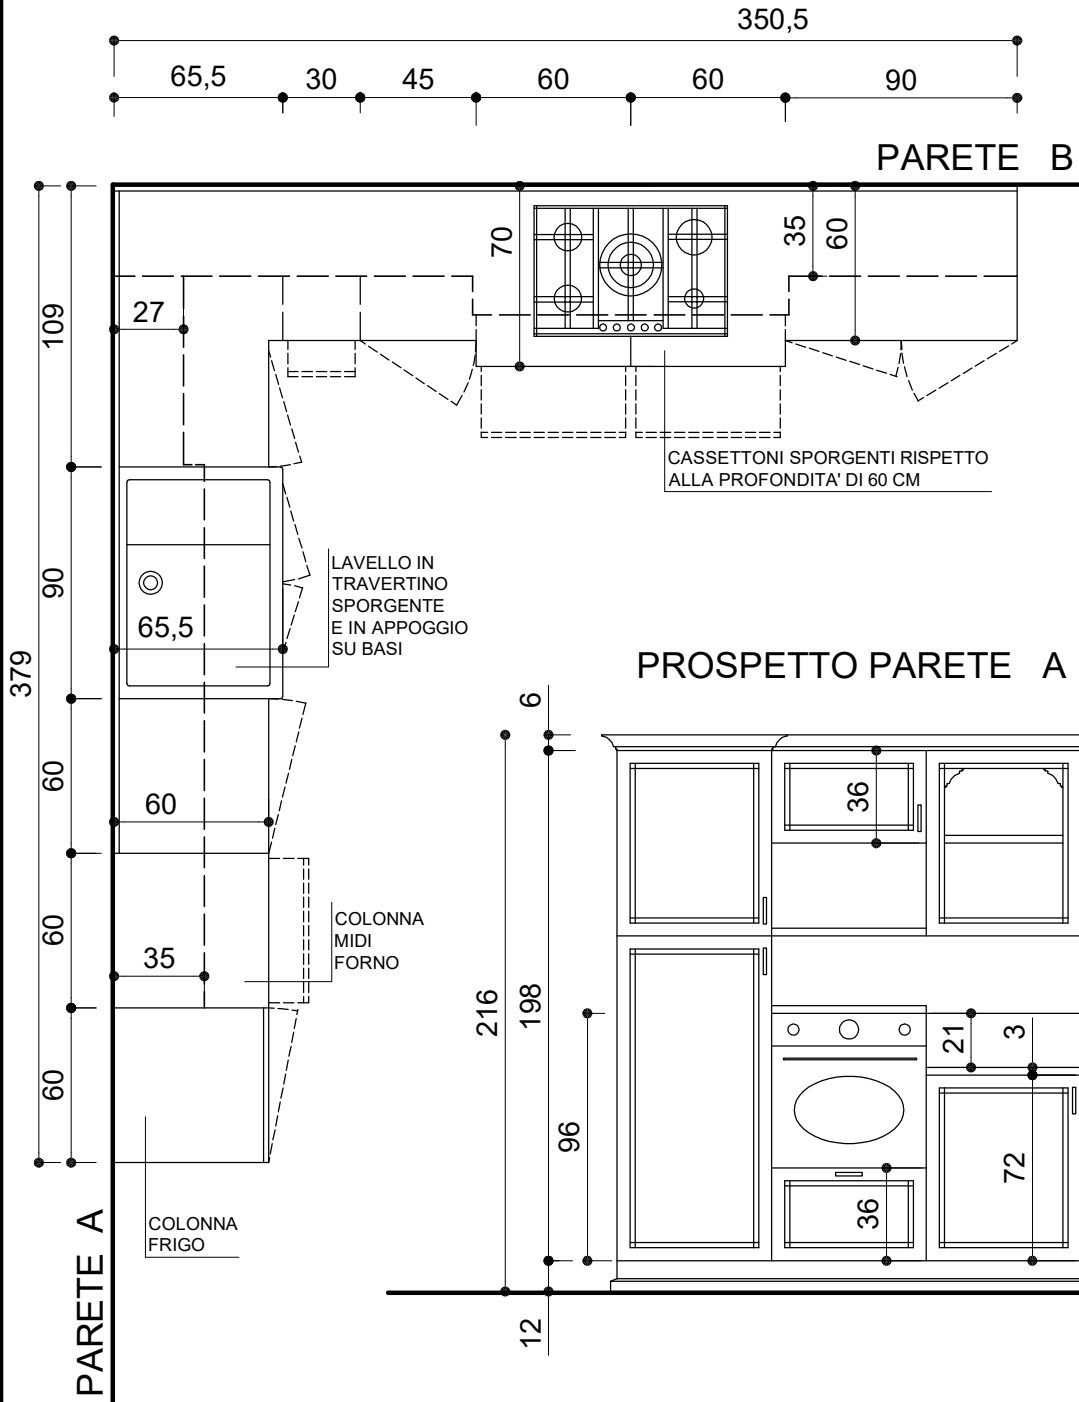 350,5
65,5 30 45 60 60 90
PARETE B
70
35
60
27
109
90
60
60
60
379
65,5
60
35
CASSETTONI SPORGENTI RISPETTO
ALLA PROFONDITA' DI 60 CM
LAVELLO IN
TRAVERTINO
SPORGENTE
E IN APPOGGIO
SU BASI
COLONNA
MIDI
FORNO
COLONNA
FRIGO
PARETE A
PROSPETTO PARETE A
6
36
216
198
96
21
3
72
36
12